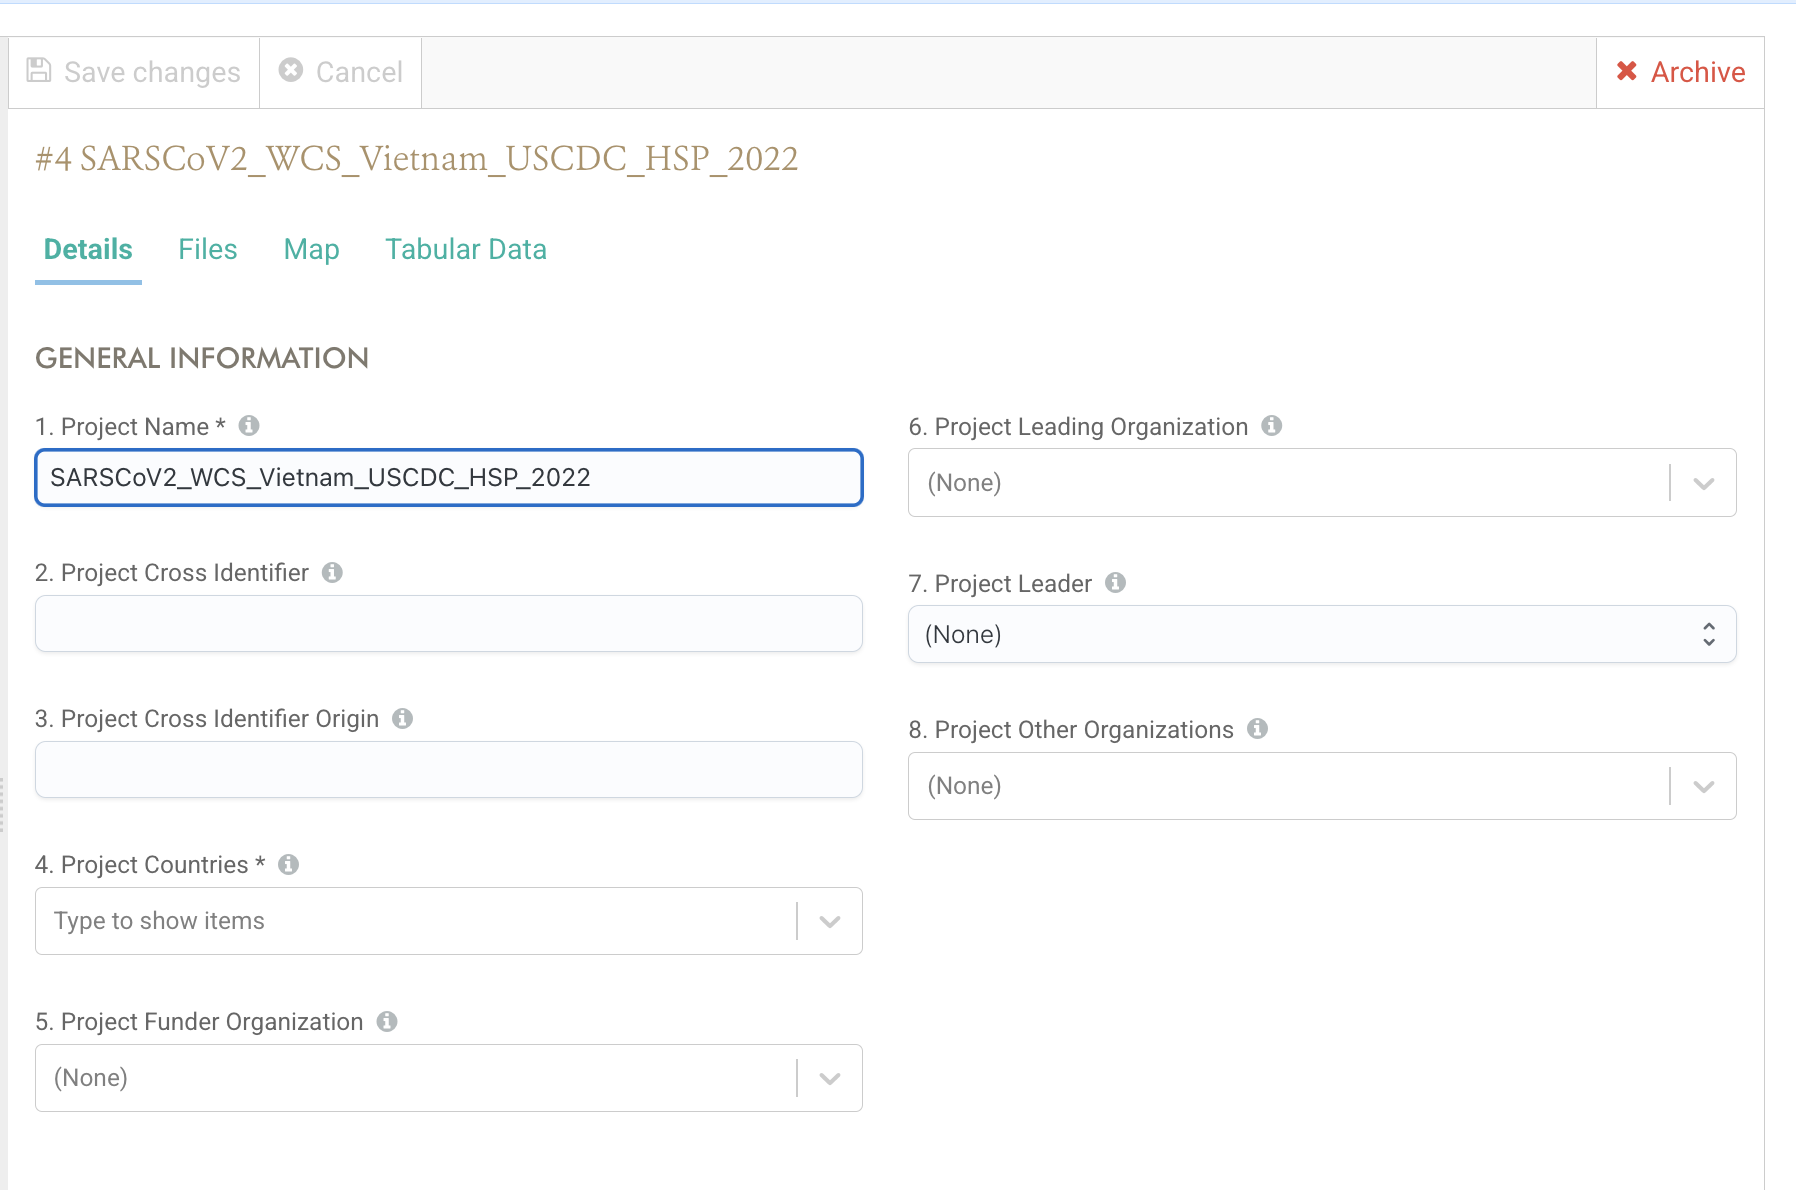 Save changes
Cancel
Archive
#4 SARSCoV2_WCS_Vietnam_USCDC_HSP_2022
Details
Files
Map
Tabular Data
GENERAL INFORMATION
1. Project Name *
SARSCoV2_WCS_Vietnam_USCDC_HSP_2022
2. Project Cross Identifier
3. Project Cross Identifier Origin
4. Project Countries *
Type to show items
5. Project Funder Organization
(None)
6. Project Leading Organization
(None)
7. Project Leader
(None)
8. Project Other Organizations
(None)